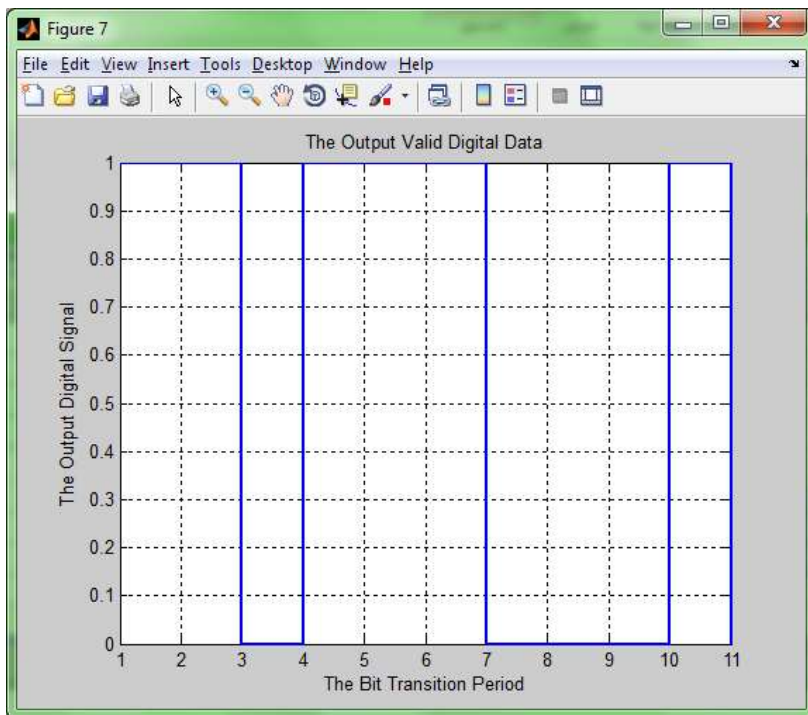 Figure 7
File Edit View Insert Tools Desktop Window Help
The Output Valid Digital Data
The Output Digital Signal
1
0.9
0.8
0.7
0.6
0.5
0.4
0.3
0.2
0.1
0
1 2 3 4 5 6 7 8 9 10 11
The Bit Transition Period